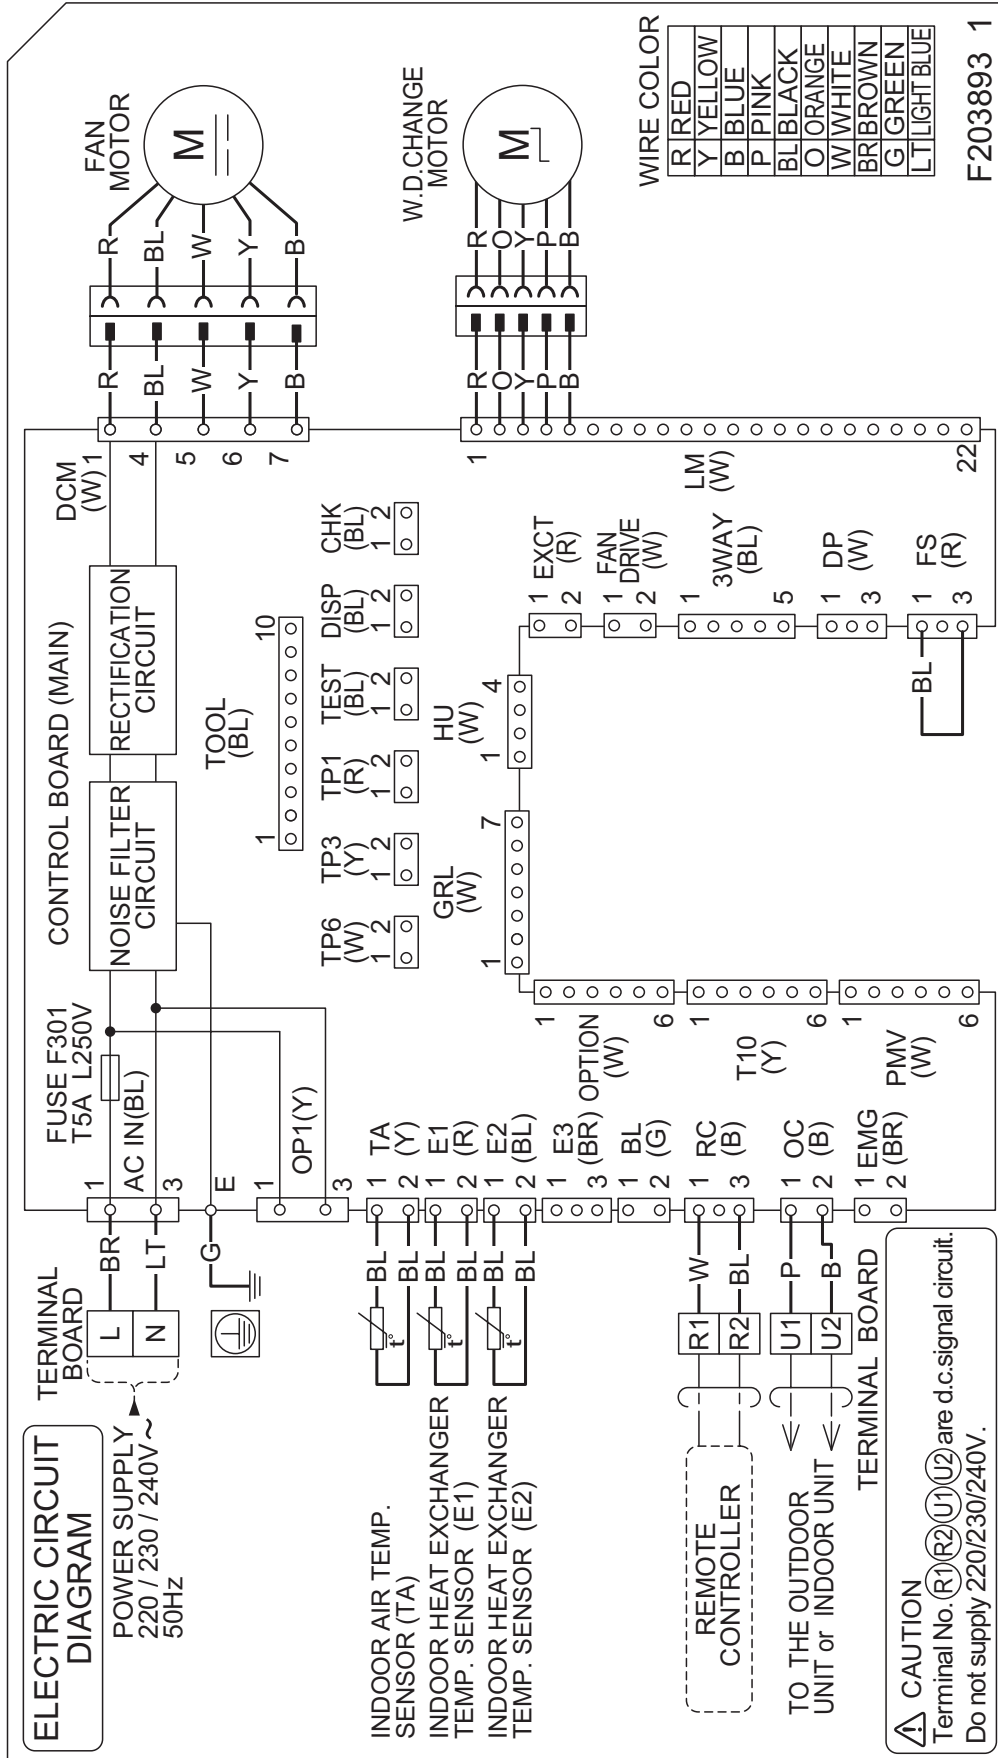 ELECTRIC CIRCUIT
DIAGRAM
POWER SUPPLY
220 / 230 / 240V ~
50Hz
TERMINAL
BOARD
L
N
BR
LT
G
FUSE F301
T5A L250V
1
AC IN(BL)
3
E
1
OP1(Y)
3
CONTROL BOARD (MAIN)
NOISE FILTER
CIRCUIT
RECTIFICATION
CIRCUIT
DCM
(W)
1
4
5
6
7
R
BL
W
Y
B
R
BL
W
Y
B
FAN
MOTOR
M
TOOL
(BL)
1
10
TP6
(W)
1 2
TP3
(Y)
1 2
TP1
(R)
1 2
TEST
(BL)
1 2
DISP
(BL)
1 2
CHK
(BL)
1 2
GRL
(W)
1
7
HU
(W)
1
4
INDOOR AIR TEMP.
SENSOR (TA)
t°
BL
BL
1
2
TA
(Y)
INDOOR HEAT EXCHANGER
TEMP. SENSOR (E1)
t°
BL
BL
1
2
E1
(R)
INDOOR HEAT EXCHANGER
TEMP. SENSOR (E2)
t°
BL
BL
1
2
E2
(BL)
1
3
E3
(BR)
1
2
BL
(G)
REMOTE
CONTROLLER
R1
R2
W
BL
1
3
RC
(B)
TO THE OUTDOOR
UNIT or INDOOR UNIT
U1
U2
P
B
1
2
OC
(B)
TERMINAL BOARD
1
2
EMG
(BR)
1
6
OPTION
(W)
1
6
T10
(Y)
1
6
PMV
(W)
1
2
EXCT
(R)
1
2
FAN
DRIVE
(W)
1
5
3WAY
(BL)
1
3
DP
(W)
1
3
FS
(R)
BL
1
LM
(W)
22
R
O
Y
P
B
R
O
Y
P
B
W.D.CHANGE
MOTOR
M
WIRE COLOR
R RED
Y YELLOW
B BLUE
P PINK
BL BLACK
O ORANGE
W WHITE
BR BROWN
G GREEN
LT LIGHT BLUE
CAUTION
Terminal No. R1 R2 U1 U2 are d.c.signal circuit.
Do not supply 220/230/240V.
F203893 1